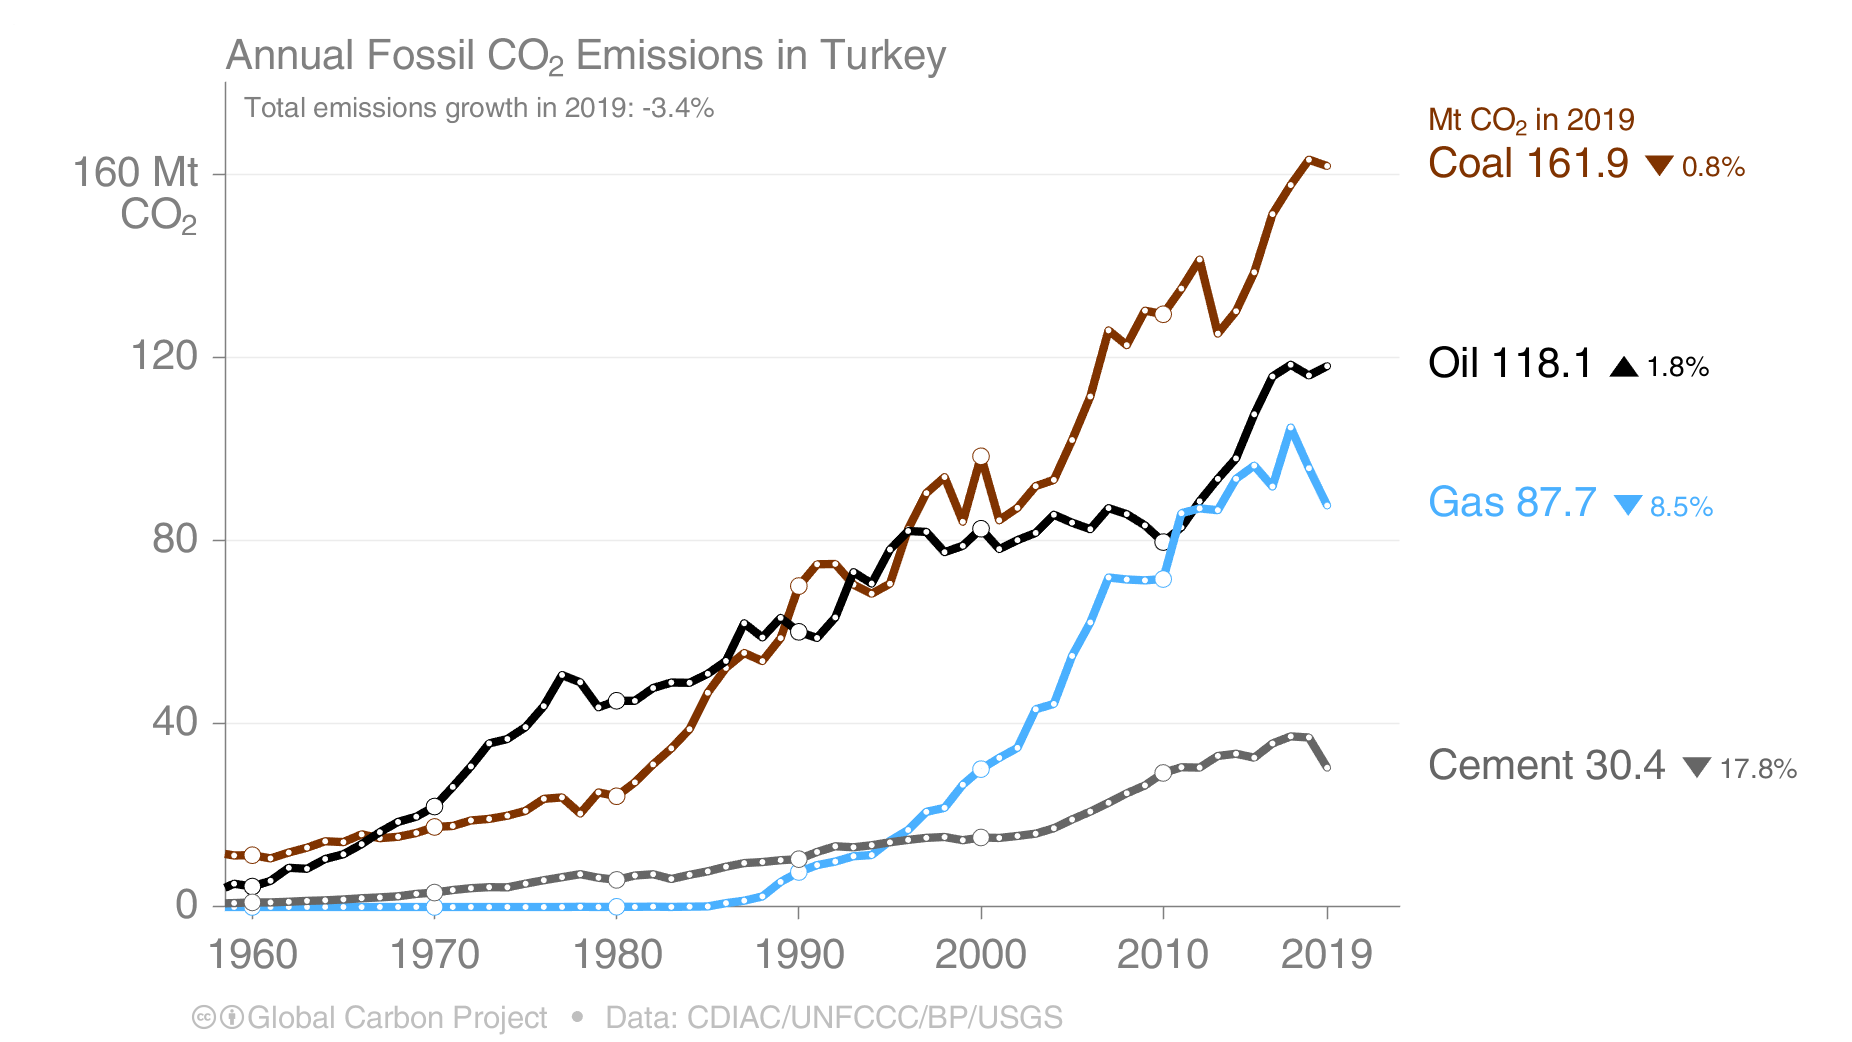 Annual Fossil CO₂ Emissions in Turkey
Total emissions growth in 2019: -3.4%
Mt CO₂ in 2019
Coal 161.9 ▼ 0.8%
160 Mt
CO₂
120
Oil 118.1 ▲ 1.8%
Gas 87.7 ▼ 8.5%
80
40
Cement 30.4 ▼ 17.8%
0
1960 1970 1980 1990 2000 2010 2019
cc Global Carbon Project • Data: CDIAC/UNFCCC/BP/USGS